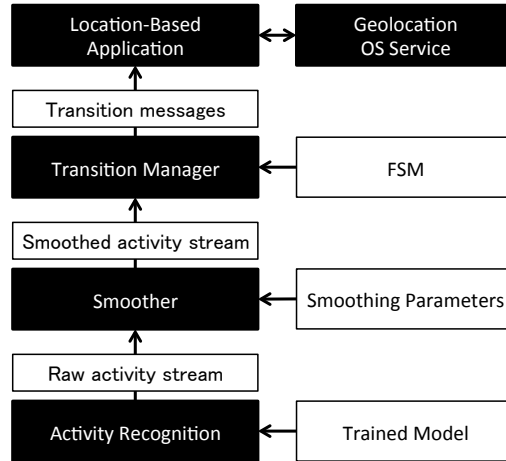 Location-Based
Application
Geolocation
OS Service
Transition messages
Transition Manager
FSM
Smoothed activity stream
Smoother
Smoothing Parameters
Raw activity stream
Activity Recognition
Trained Model